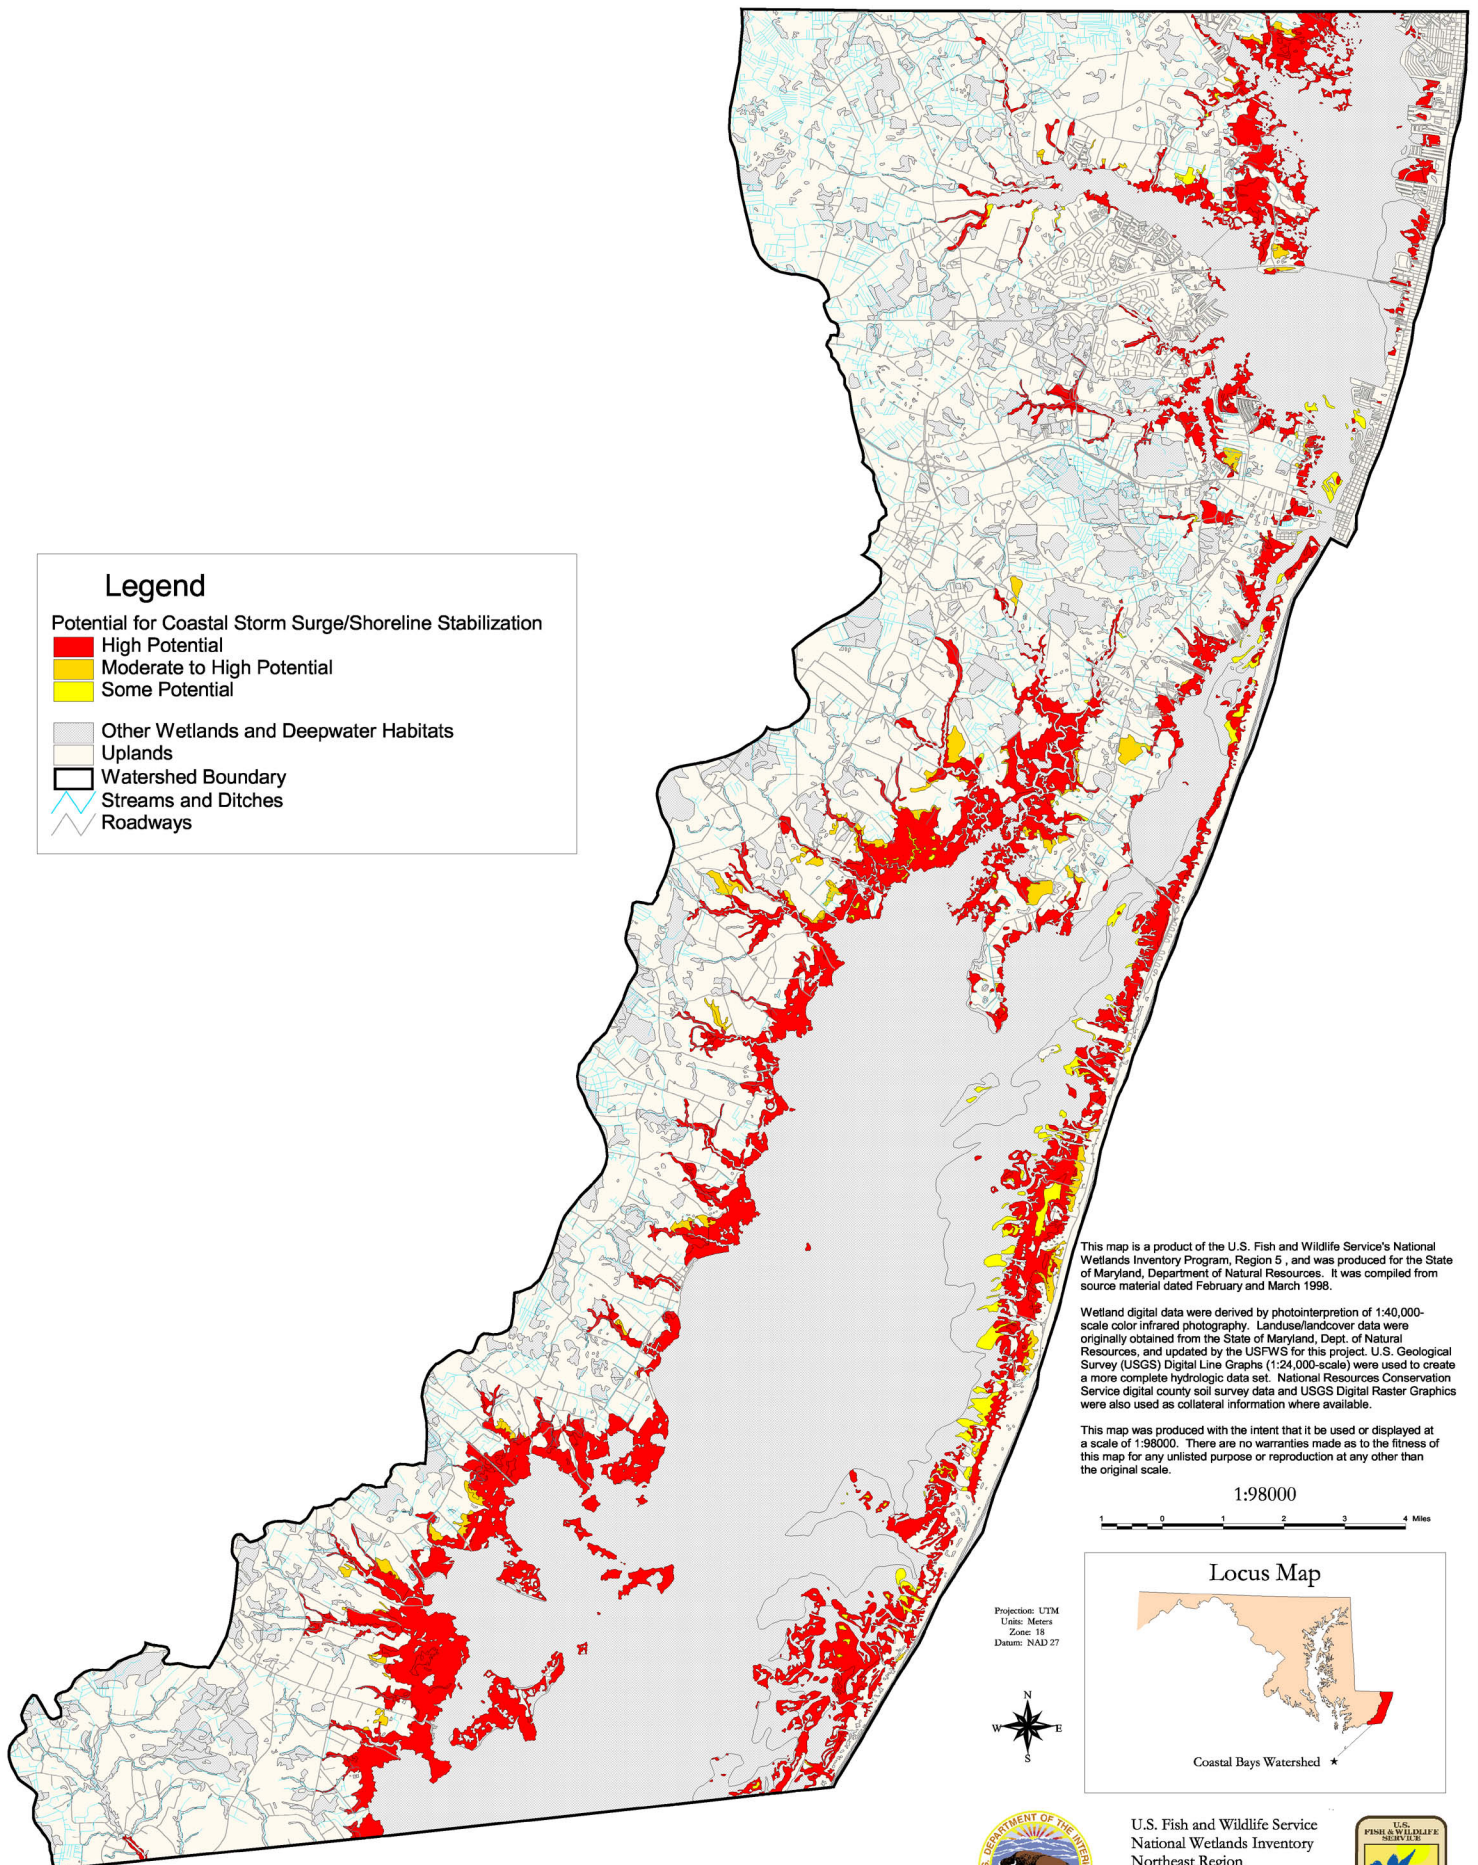 Legend
Potential for Coastal Storm Surge/Shoreline Stabilization
High Potential
Moderate to High Potential
Some Potential
Other Wetlands and Deepwater Habitats
Uplands
Watershed Boundary
Streams and Ditches
Roadways
This map is a product of the U.S. Fish and Wildlife Service's National
Wetlands Inventory Program, Region 5 , and was produced for the State
of Maryland, Department of Natural Resources. It was compiled from
source material dated February and March 1998.
Wetland digital data were derived by photointerpretion of 1:40,000-
scale color infrared photography. Landuse/landcover data were
originally obtained from the State of Maryland, Dept. of Natural
Resources, and updated by the USFWS for this project. U.S. Geological
Survey (USGS) Digital Line Graphs (1:24,000-scale) were used to create
a more complete hydrologic data set. National Resources Conservation
Service digital county soil survey data and USGS Digital Raster Graphics
were also used as collateral information where available.
This map was produced with the intent that it be used or displayed at
a scale of 1:98000. There are no warranties made as to the fitness of
this map for any unlisted purpose or reproduction at any other than
the original scale.
1:98000
1 0 1 2 3 4 Miles
Locus Map
Coastal Bays Watershed
Projection: UTM
Units: Meters
Zone: 18
Datum: NAD 27
N
W E
S
DEPARTMENT OF THE INTERI
U.S. Fish and Wildlife Service
National Wetlands Inventory
Northeast Region
U.S.
FISH & WILDLIFE
SERVICE